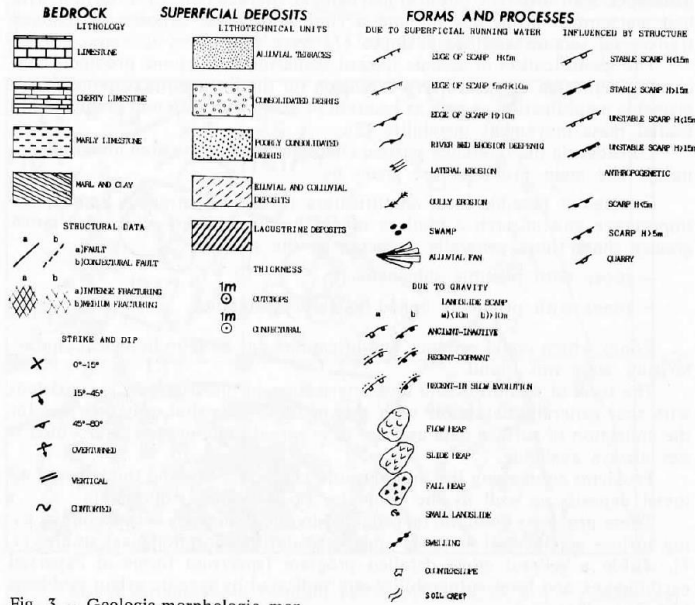 BEDROCK
LITHOLOGY
LIMESTONE
CHERTY LIMESTONE
MARLY LIMESTONE
MARL AND CLAY
STRUCTURAL DATA
a b
a)FAULT
b)CONJECTURAL FAULT
a b
a)INTENSE FRACTURING
b)MEDIUM FRACTURING
STRIKE AND DIP
0°-15°
15°-45°
45°-80°
OVERTURNED
VERTICAL
CONTORTED
SUPERFICIAL DEPOSITS
LITHOTECHNICAL UNITS
ALLUVIAL TERRACES
CONSOLIDATED DEBRIS
POORLY CONSOLIDATED
DEBRIS
ELUVIAL AND COLLUVIAL
DEPOSITS
LACUSTRINE DEPOSITS
THICKNESS
1m
OUTCROPS
1m
CONJECTURAL
FORMS AND PROCESSES
DUE TO SUPERFICIAL RUNNING WATER
EDGE OF SCARP H<5m
EDGE OF SCARP 5m<H<10m
EDGE OF SCARP H>10m
RIVER BED EROSION DEEPENING
LATERAL EROSION
GULLY EROSION
SWAMP
ALLUVIAL FAN
DUE TO GRAVITY
LANDSLIDE SCARP
a b a)<10m b)>10m
ANCIENT-INACTIVE
RECENT-DORMANT
RECENT-IN SLOW EVOLUTION
FLOW HEAP
SLIDE HEAP
FALL HEAP
SMALL LANDSLIDE
SWELLING
COUNTERSLOPE
SOIL CREEP
INFLUENCED BY STRUCTURE
STABLE SCARP H<15m
STABLE SCARP H>15m
UNSTABLE SCARP H<15m
UNSTABLE SCARP H>15m
ANTHROPOGENETIC
SCARP H<5m
SCARP H>5m
QUARRY
Fig. 3 Geologic-morphologic map